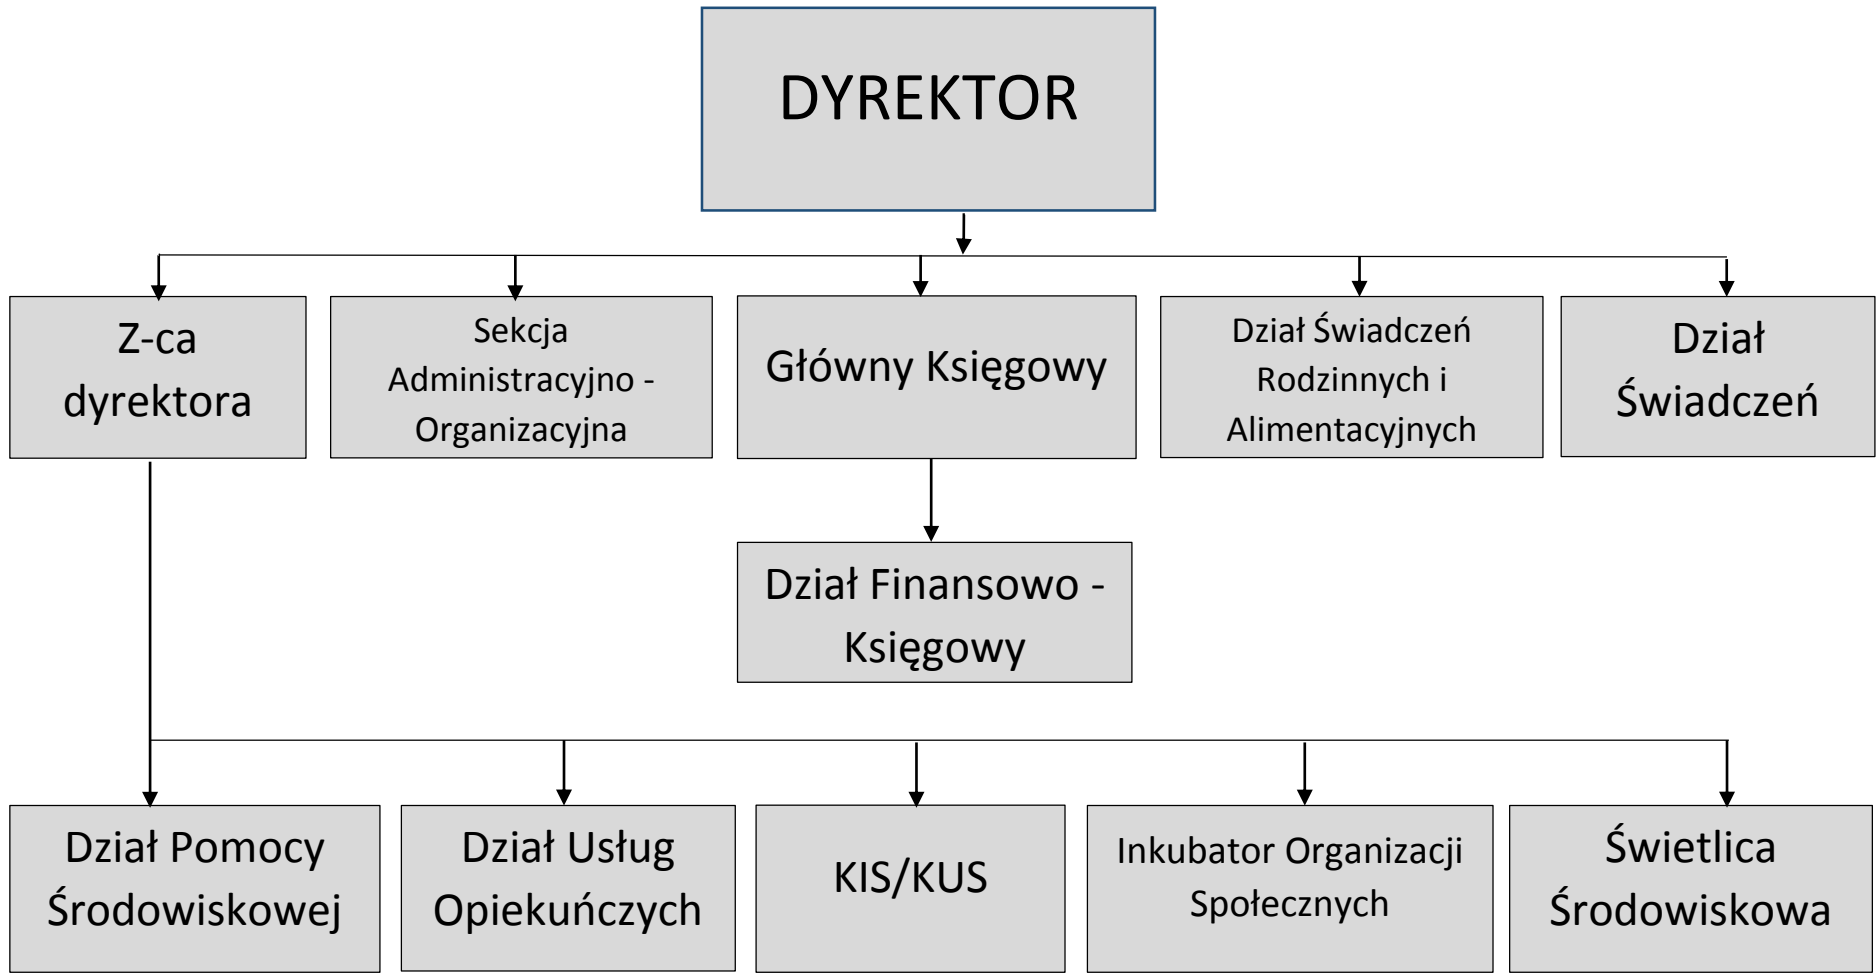 DYREKTOR
Z-ca
dyrektora
Sekcja
Administracyjno -
Organizacyjna
Główny Księgowy
Dział Świadczeń
Rodzinnych i
Alimentacyjnych
Dział
Świadczeń
Dział Finansowo -
Księgowy
Dział Pomocy
Środowiskowej
Dział Usług
Opiekuńczych
KIS/KUS
Inkubator Organizacji
Społecznych
Świetlica
Środowiskowa